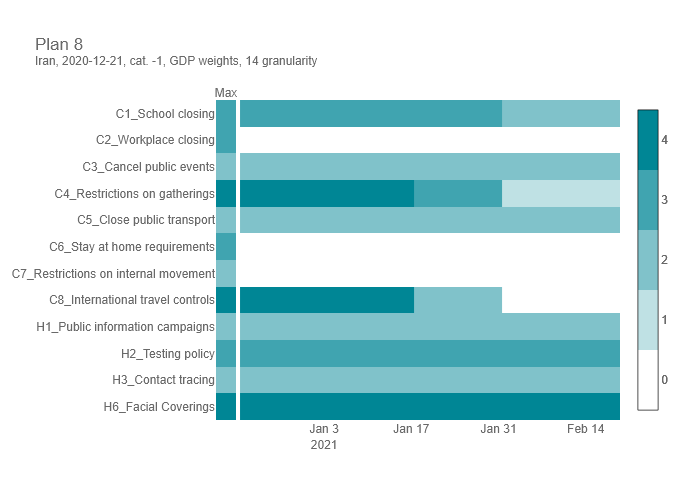 Plan 8
Iran, 2020-12-21, cat. -1, GDP weights, 14 granularity
Max
C1_School closing
C2_Workplace closing
C3_Cancel public events
C4_Restrictions on gatherings
C5_Close public transport
C6_Stay at home requirements
C7_Restrictions on internal movement
C8_International travel controls
H1_Public information campaigns
H2_Testing policy
H3_Contact tracing
H6_Facial Coverings
Jan 3
2021
Jan 17
Jan 31
Feb 14
4
3
2
1
0